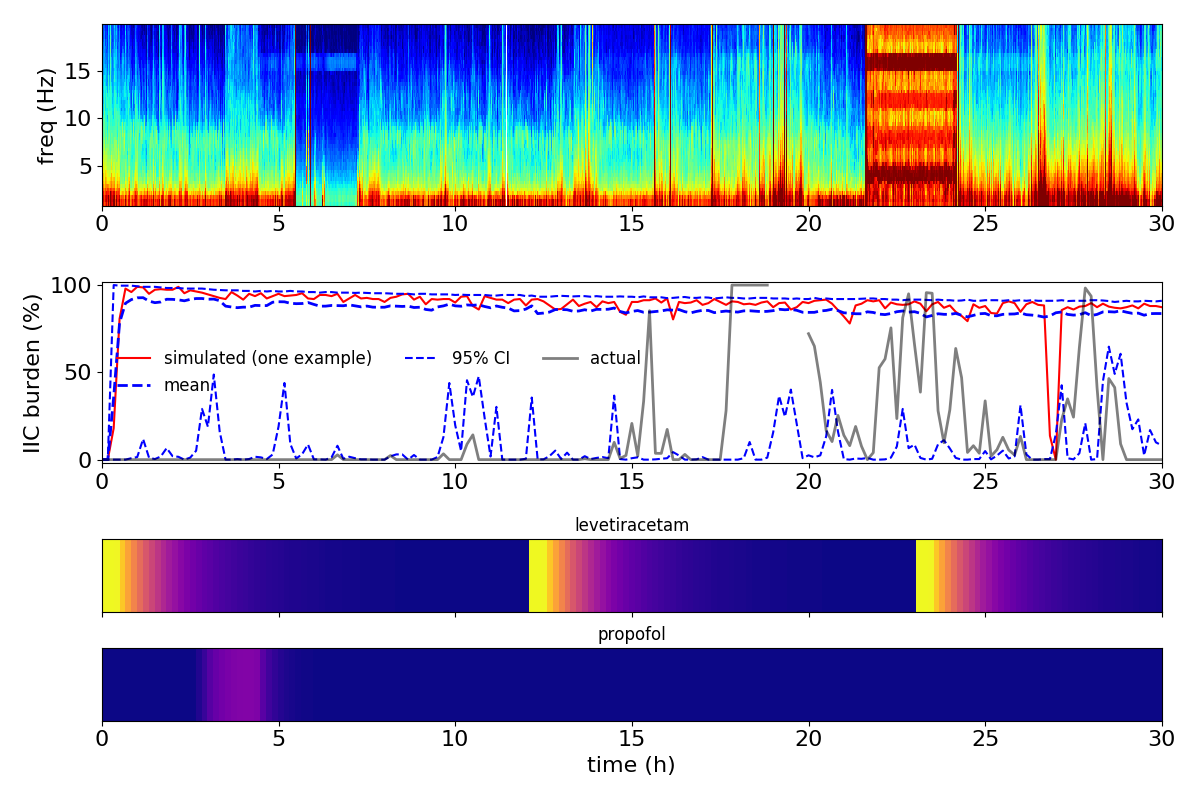 freq (Hz)
15
10
5
0 5 10 15 20 25 30
IIC burden (%)
100
50
0
simulated (one example) 95% CI actual
mean
0 5 10 15 20 25 30
levetiracetam
propofol
0 5 10 15 20 25 30
time (h)